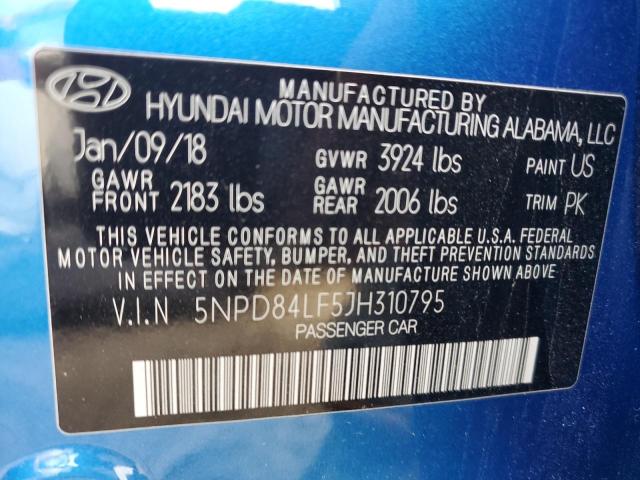 MANUFACTURED BY
HYUNDAI MOTOR MANUFACTURING ALABAMA, LLC
Jan/09/18 GVWR 3924 lbs PAINT US
GAWR FRONT 2183 lbs GAWR REAR 2006 lbs TRIM PK
THIS VEHICLE CONFORMS TO ALL APPLICABLE U.S.A. FEDERAL
MOTOR VEHICLE SAFETY, BUMPER, AND THEFT PREVENTION STANDARDS
IN EFFECT ON THE DATE OF MANUFACTURE SHOWN ABOVE.
V.I.N 5NPD84LF5JH310795
PASSENGER CAR